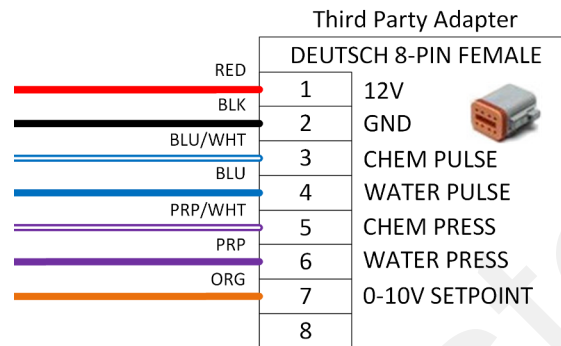 Third Party Adapter
DEUTSCH 8-PIN FEMALE
RED 1 12V
BLK 2 GND
BLU/WHT 3 CHEM PULSE
BLU 4 WATER PULSE
PRP/WHT 5 CHEM PRESS
PRP 6 WATER PRESS
ORG 7 0-10V SETPOINT
8